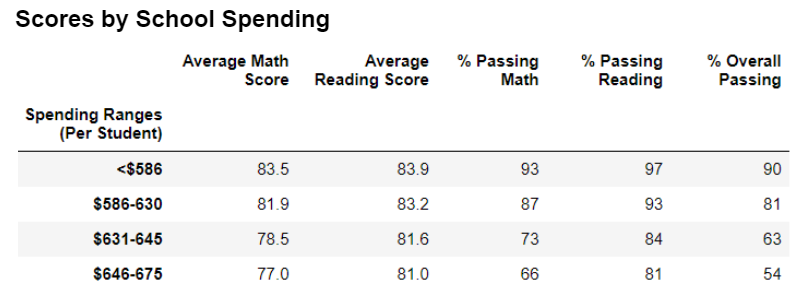 Scores by School Spending
Average Math Score Average Reading Score % Passing Math % Passing Reading % Overall Passing
Spending Ranges (Per Student)
<$586 83.5 83.9 93 97 90
$586-630 81.9 83.2 87 93 81
$631-645 78.5 81.6 73 84 63
$646-675 77.0 81.0 66 81 54